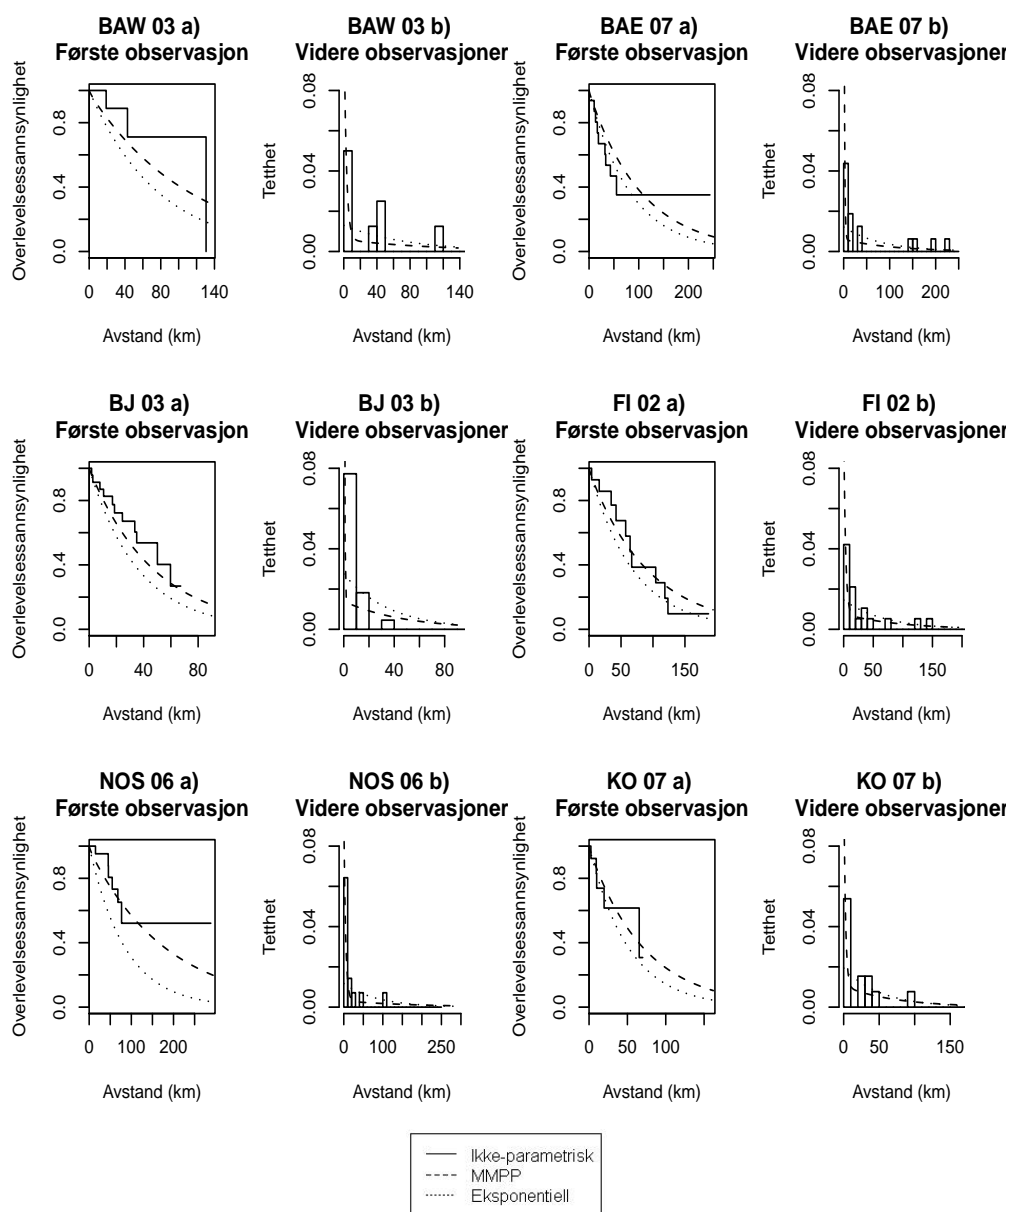 BAW 03 a)
Første observasjon
Overlevelsessannsynlighet
0.0 0.4 0.8
0 40 80 140
Avstand (km)
BAW 03 b)
Videre observasjoner
Tetthet
0.00 0.04 0.08
0 40 80 140
Avstand (km)
BAE 07 a)
Første observasjon
Overlevelsessannsynlighet
0.0 0.4 0.8
0 100 200
Avstand (km)
BAE 07 b)
Videre observasjoner
Tetthet
0.00 0.04 0.08
0 100 200
Avstand (km)
BJ 03 a)
Første observasjon
Overlevelsessannsynlighet
0.0 0.4 0.8
0 40 80
Avstand (km)
BJ 03 b)
Videre observasjoner
Tetthet
0.00 0.04 0.08
0 40 80
Avstand (km)
FI 02 a)
Første observasjon
Overlevelsessannsynlighet
0.0 0.4 0.8
0 50 150
Avstand (km)
FI 02 b)
Videre observasjoner
Tetthet
0.00 0.04 0.08
0 50 150
Avstand (km)
NOS 06 a)
Første observasjon
Overlevelsessannsynlighet
0.0 0.4 0.8
0 100 200
Avstand (km)
NOS 06 b)
Videre observasjoner
Tetthet
0.00 0.04 0.08
0 100 250
Avstand (km)
KO 07 a)
Første observasjon
Overlevelsessannsynlighet
0.0 0.4 0.8
0 50 100
Avstand (km)
KO 07 b)
Videre observasjoner
Tetthet
0.00 0.04 0.08
0 50 150
Avstand (km)
Ikke-parametrisk
MMPP
Eksponentiell